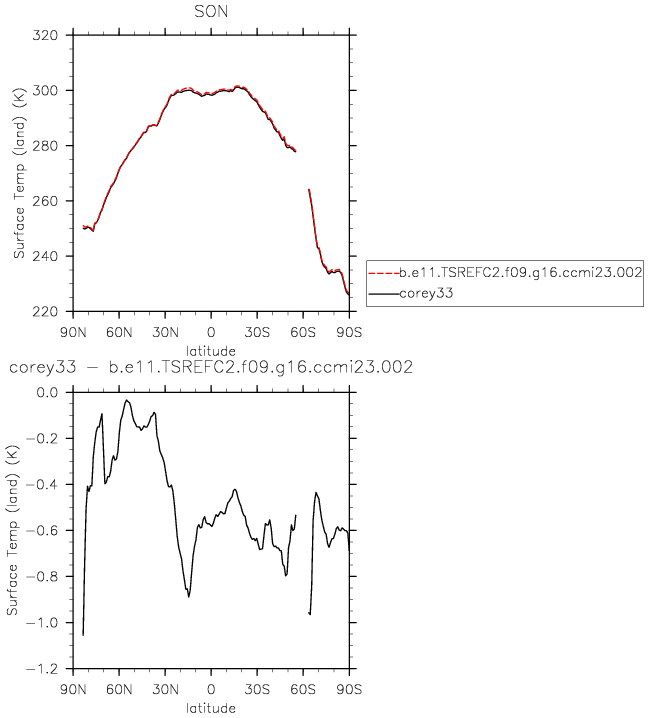 SON
320
300
280
260
240
220
Surface Temp (land) (K)
90N 60N 30N 0 30S 60S 90S
latitude
b.e11.TSREFC2.f09.g16.ccmi23.002
corey33
corey33 − b.e11.TSREFC2.f09.g16.ccmi23.002
0.0
−0.2
−0.4
−0.6
−0.8
−1.0
−1.2
Surface Temp (land) (K)
90N 60N 30N 0 30S 60S 90S
latitude